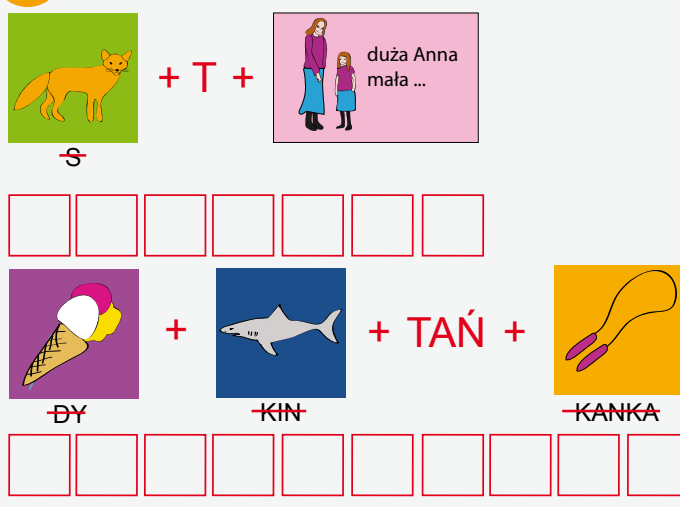 + T +
duża Anna
mała ...
S
+
+ TAŃ +
DY
KIN
KANKA